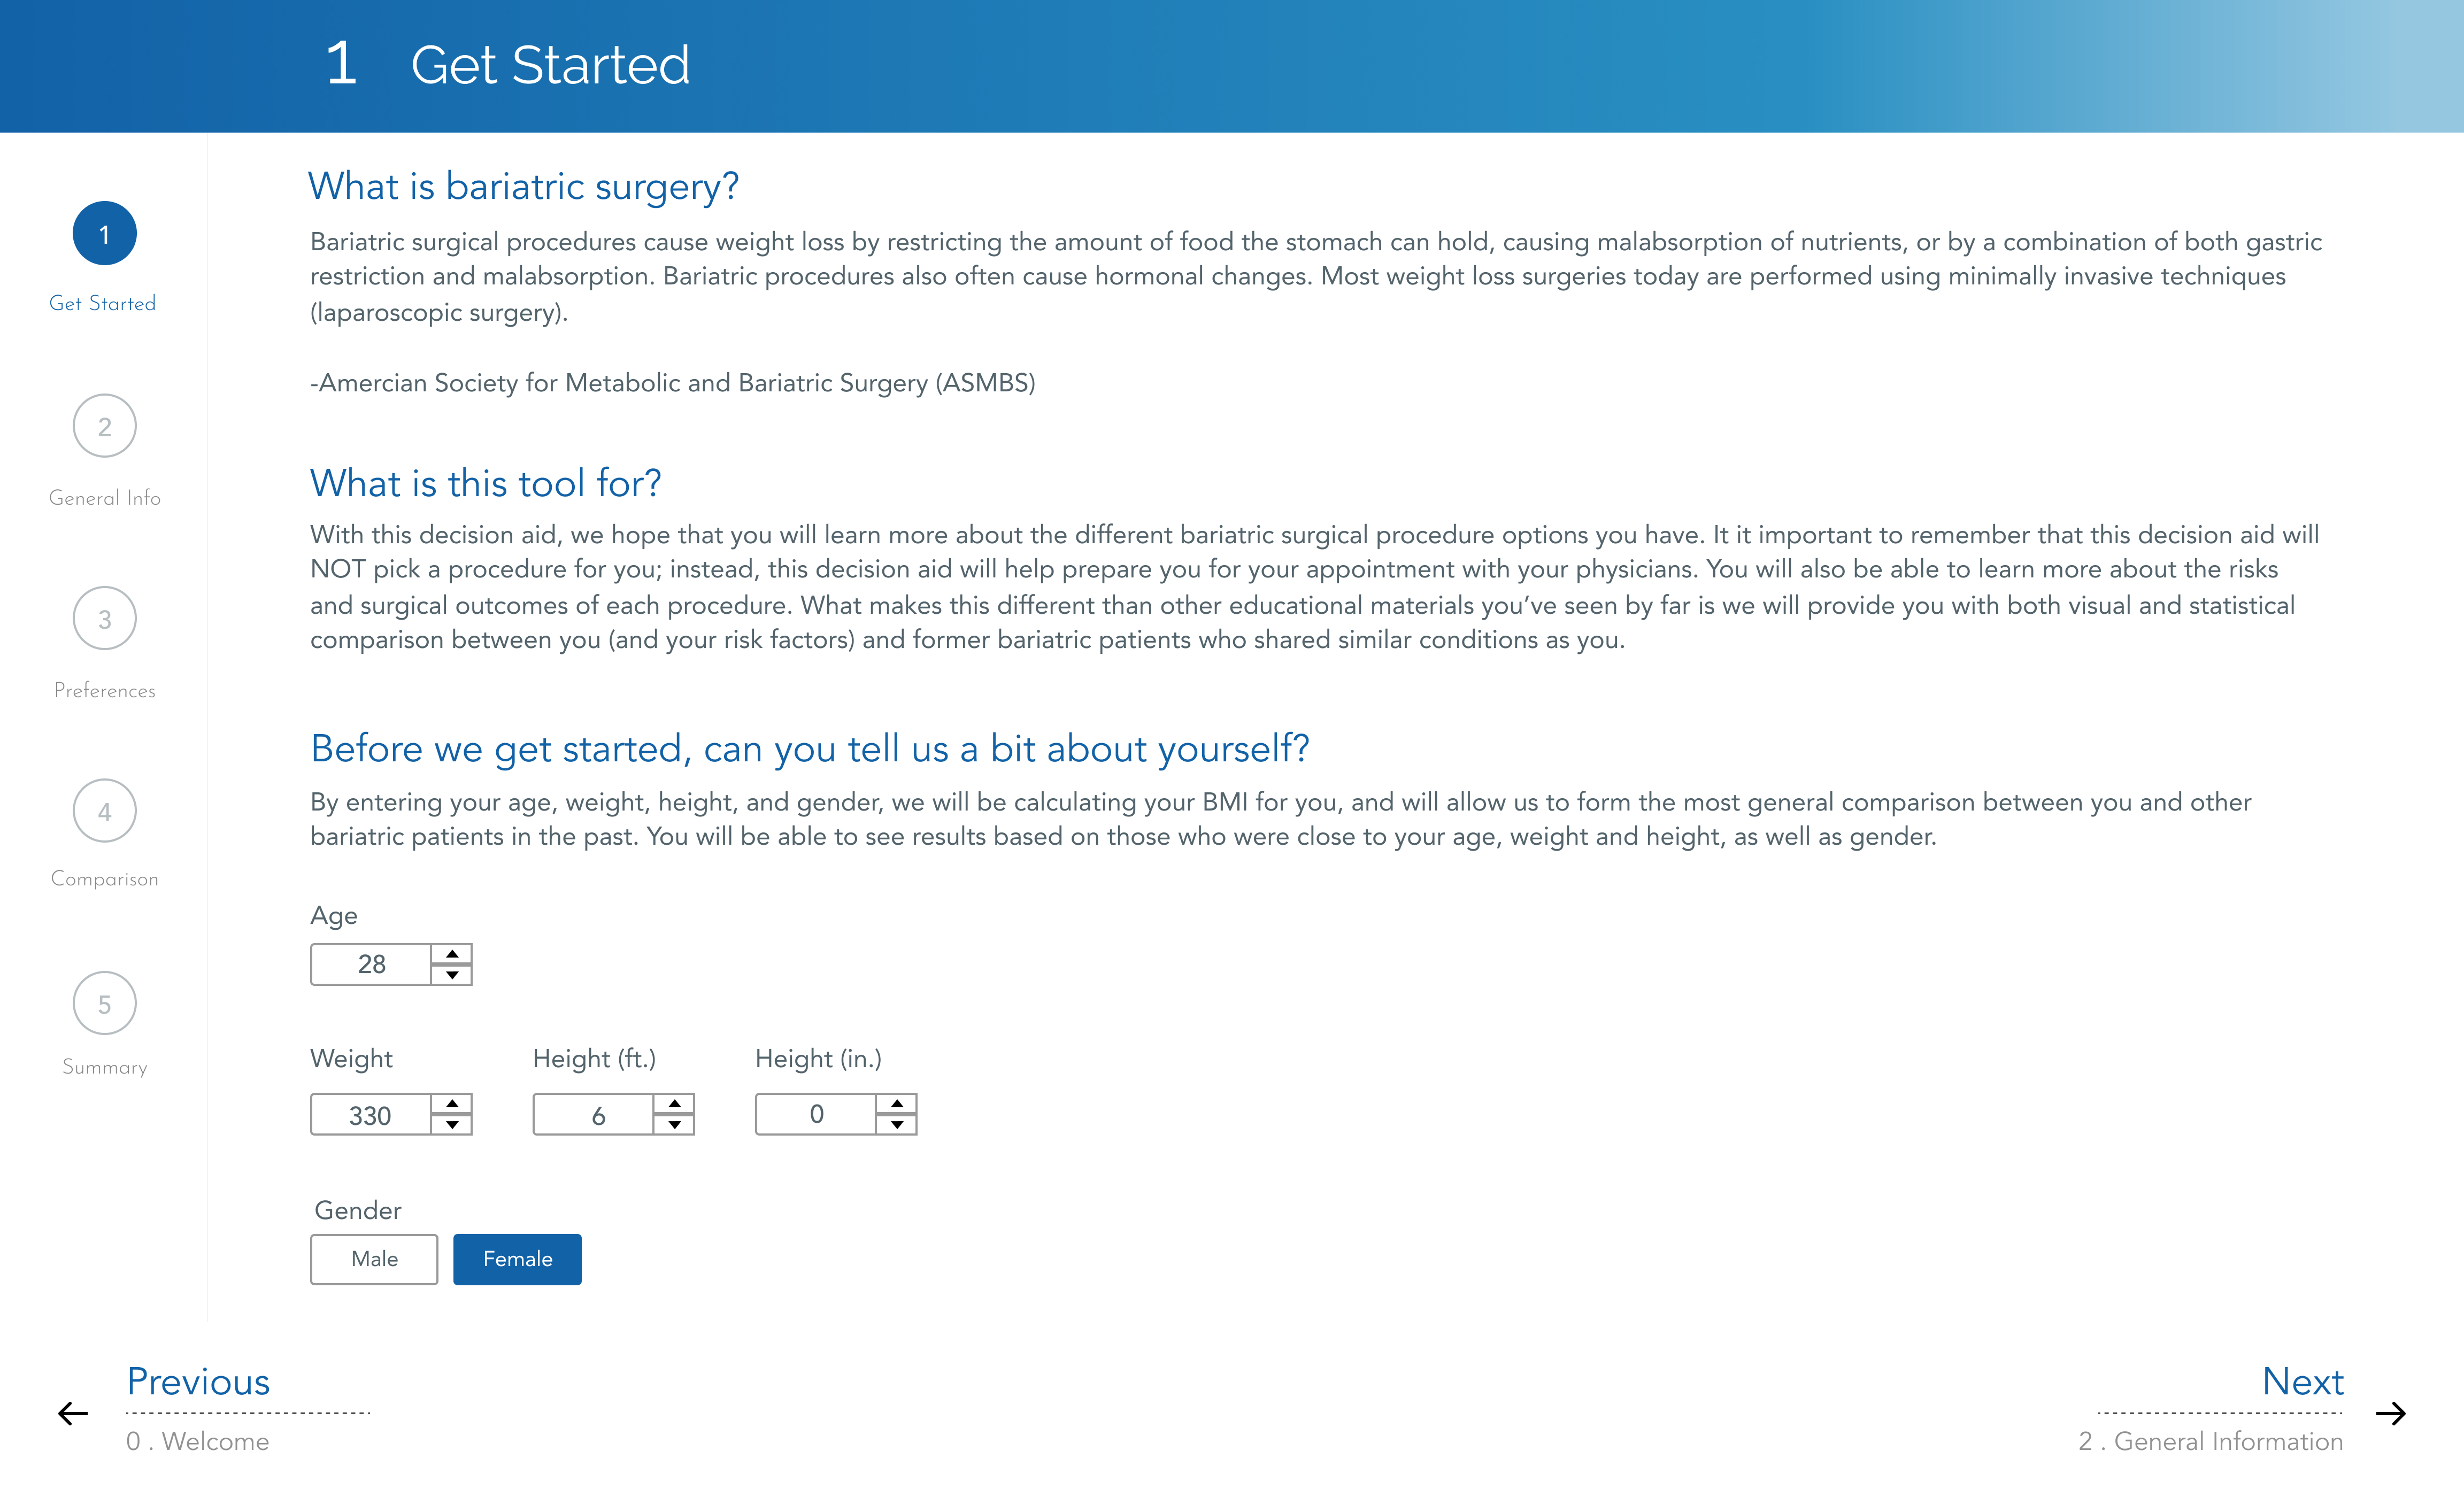 1 Get Started
1
Get Started
2
General Info
3
Preferences
4
Comparison
5
Summary
What is bariatric surgery?
Bariatric surgical procedures cause weight loss by restricting the amount of food the stomach can hold, causing malabsorption of nutrients, or by a combination of both gastric
restriction and malabsorption. Bariatric procedures also often cause hormonal changes. Most weight loss surgeries today are performed using minimally invasive techniques
(laparoscopic surgery).
-Amercian Society for Metabolic and Bariatric Surgery (ASMBS)
What is this tool for?
With this decision aid, we hope that you will learn more about the different bariatric surgical procedure options you have. It it important to remember that this decision aid will
NOT pick a procedure for you; instead, this decision aid will help prepare you for your appointment with your physicians. You will also be able to learn more about the risks
and surgical outcomes of each procedure. What makes this different than other educational materials you’ve seen by far is we will provide you with both visual and statistical
comparison between you (and your risk factors) and former bariatric patients who shared similar conditions as you.
Before we get started, can you tell us a bit about yourself?
By entering your age, weight, height, and gender, we will be calculating your BMI for you, and will allow us to form the most general comparison between you and other
bariatric patients in the past. You will be able to see results based on those who were close to your age, weight and height, as well as gender.
Age
28
Weight Height (ft.) Height (in.)
330 6 0
Gender
Male Female
Previous
0 . Welcome
Next
2 . General Information